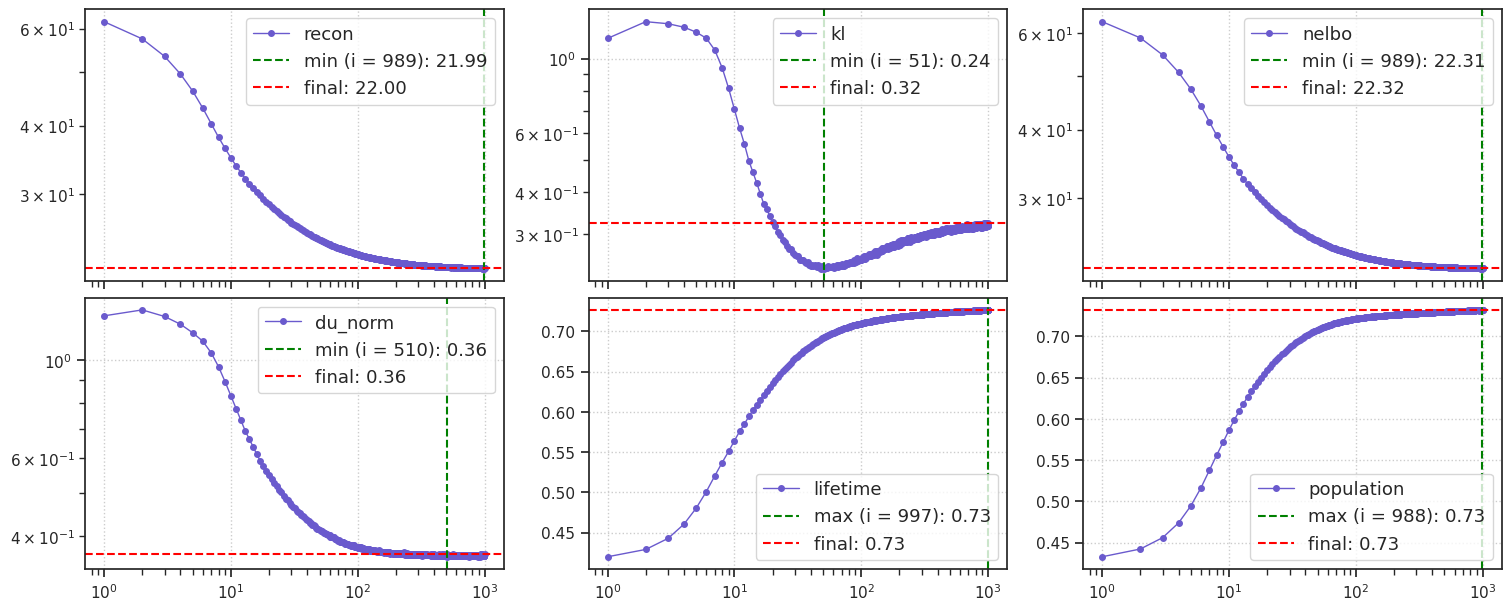 6 × 10¹
4 × 10¹
3 × 10¹
recon
min (i = 989): 21.99
final: 22.00
10⁰
6 × 10⁻¹
4 × 10⁻¹
3 × 10⁻¹
kl
min (i = 51): 0.24
final: 0.32
6 × 10¹
4 × 10¹
3 × 10¹
nelbo
min (i = 989): 22.31
final: 22.32
10⁰
6 × 10⁻¹
4 × 10⁻¹
du_norm
min (i = 510): 0.36
final: 0.36
10⁰ 10¹ 10² 10³
0.70
0.65
0.60
0.55
0.50
0.45
lifetime
max (i = 997): 0.73
final: 0.73
10⁰ 10¹ 10² 10³
0.70
0.65
0.60
0.55
0.50
0.45
population
max (i = 988): 0.73
final: 0.73
10⁰ 10¹ 10² 10³